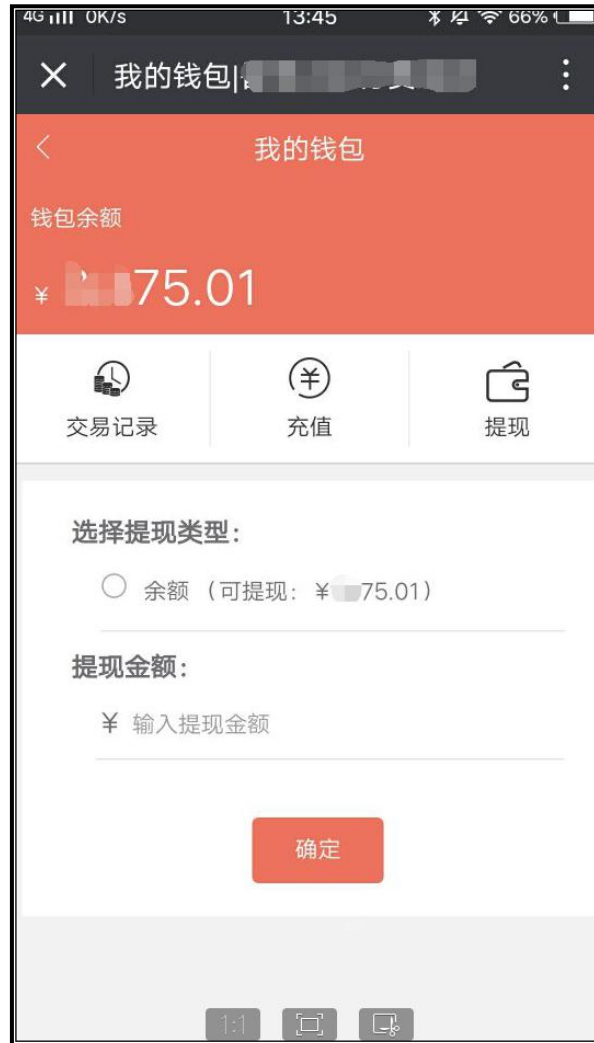 4G 0K/s 13:45 66%
我的钱包|
我的钱包
钱包余额
¥ 75.01
交易记录 充值 提现
选择提现类型：
余额（可提现：¥ 75.01）
提现金额：
¥ 输入提现金额
确定
1:1